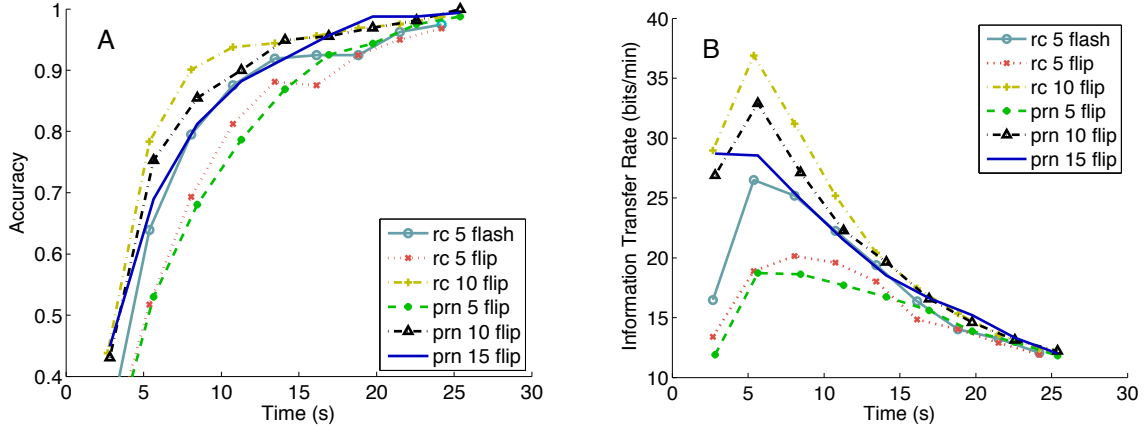 A
Accuracy
1
0.9
0.8
0.7
0.6
0.5
0.4
0
5
10
15
20
25
30
Time (s)
rc 5 flash
rc 5 flip
rc 10 flip
prn 5 flip
prn 10 flip
prn 15 flip
B
Information Transfer Rate (bits/min)
40
35
30
25
20
15
10
0
5
10
15
20
25
30
Time (s)
rc 5 flash
rc 5 flip
rc 10 flip
prn 5 flip
prn 10 flip
prn 15 flip